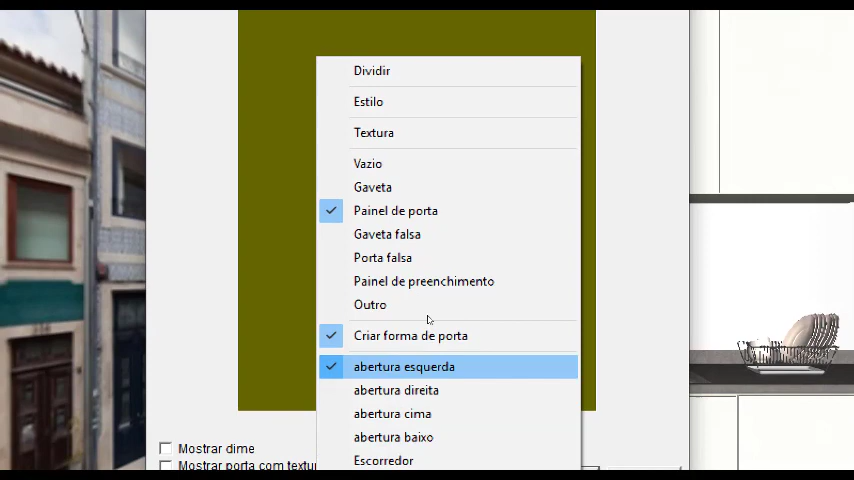 Dividir
Estilo
Textura
Vazio
Gaveta
Painel de porta
Gaveta falsa
Porta falsa
Painel de preenchimento
Outro
Criar forma de porta
abertura esquerda
abertura direita
abertura cima
abertura baixo
Escorredor
Mostrar dime
Mostrar porta com textur